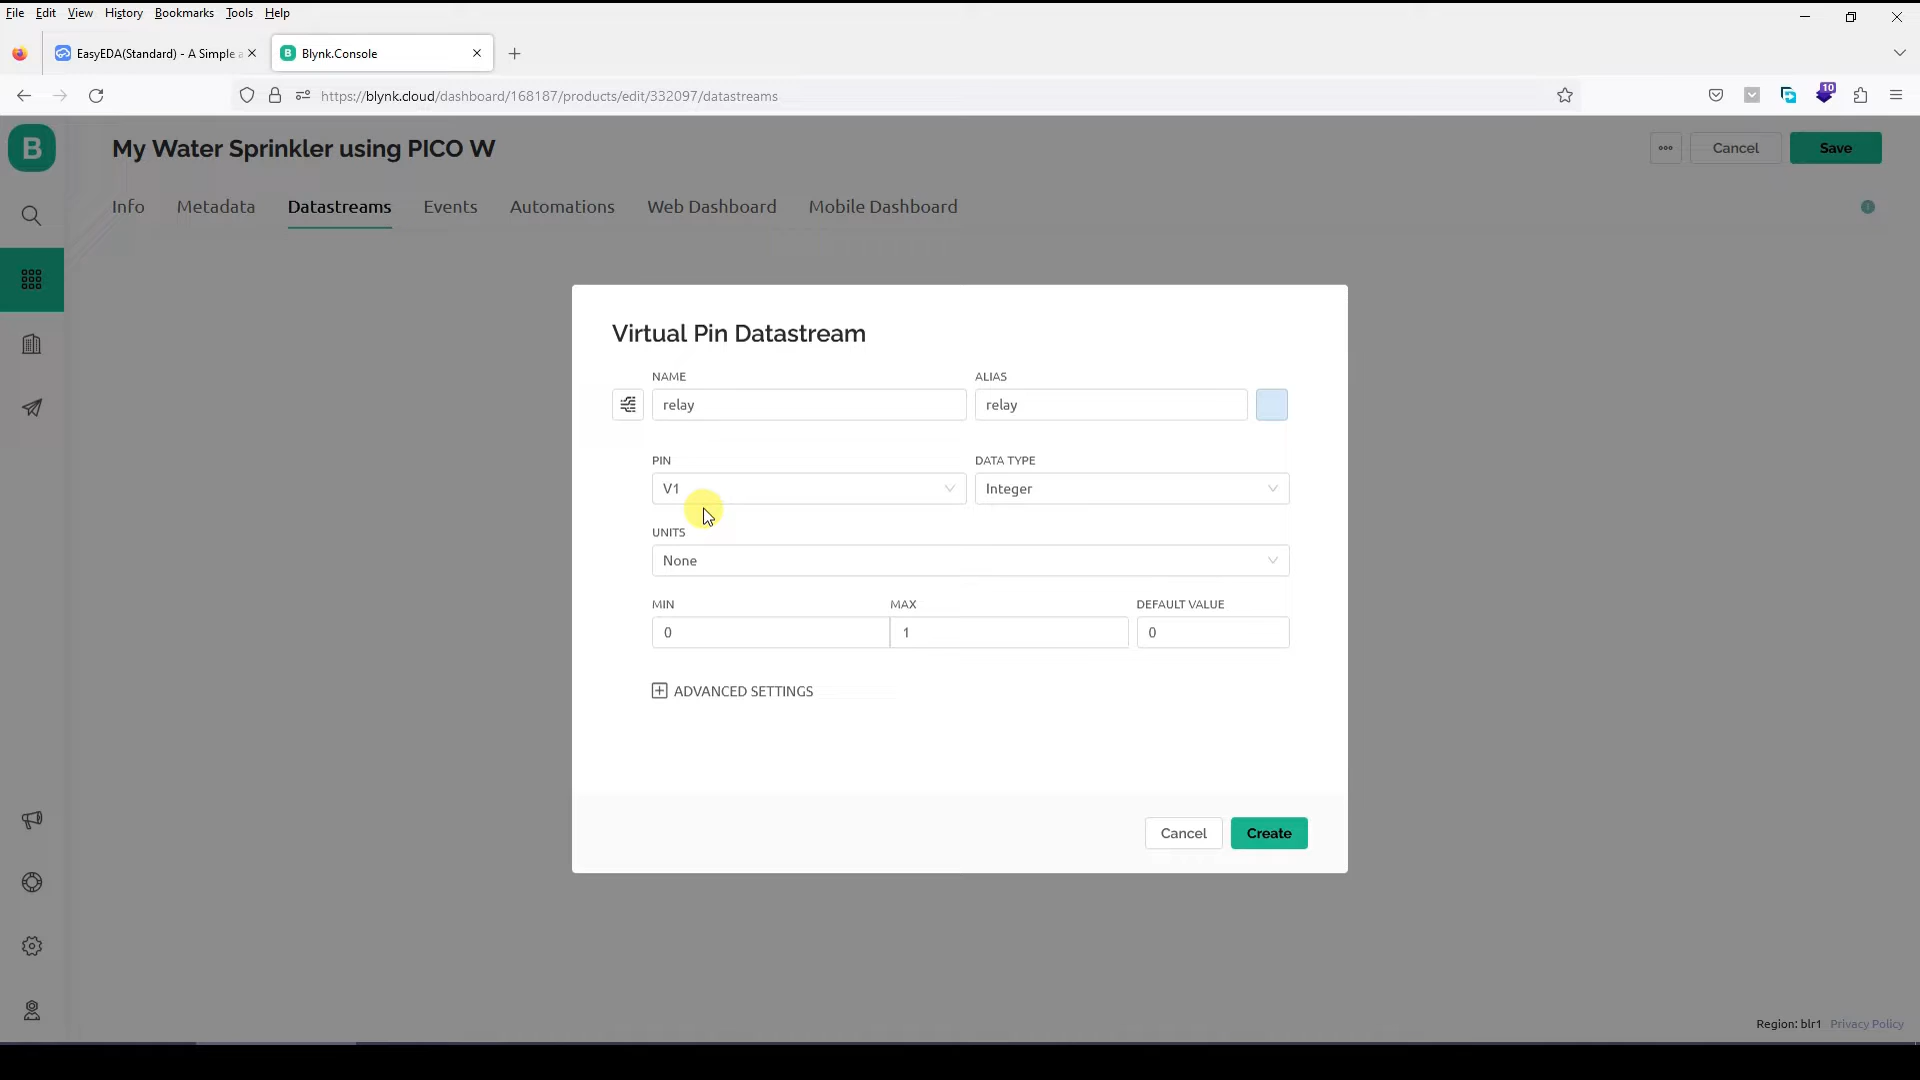 File Edit View History Bookmarks Tools Help
EasyEDA(Standard) - A Simple a
B Blynk.Console
https://blynk.cloud/dashboard/168187/products/edit/332097/datastreams
10
B
My Water Sprinkler using PICO W
Cancel
Save
Info Metadata Datastreams Events Automations Web Dashboard Mobile Dashboard
Virtual Pin Datastream
NAME ALIAS
relay relay
PIN DATA TYPE
V1 Integer
UNITS
None
MIN MAX DEFAULT VALUE
0 1 0
ADVANCED SETTINGS
Cancel Create
Region: blr1 Privacy Policy